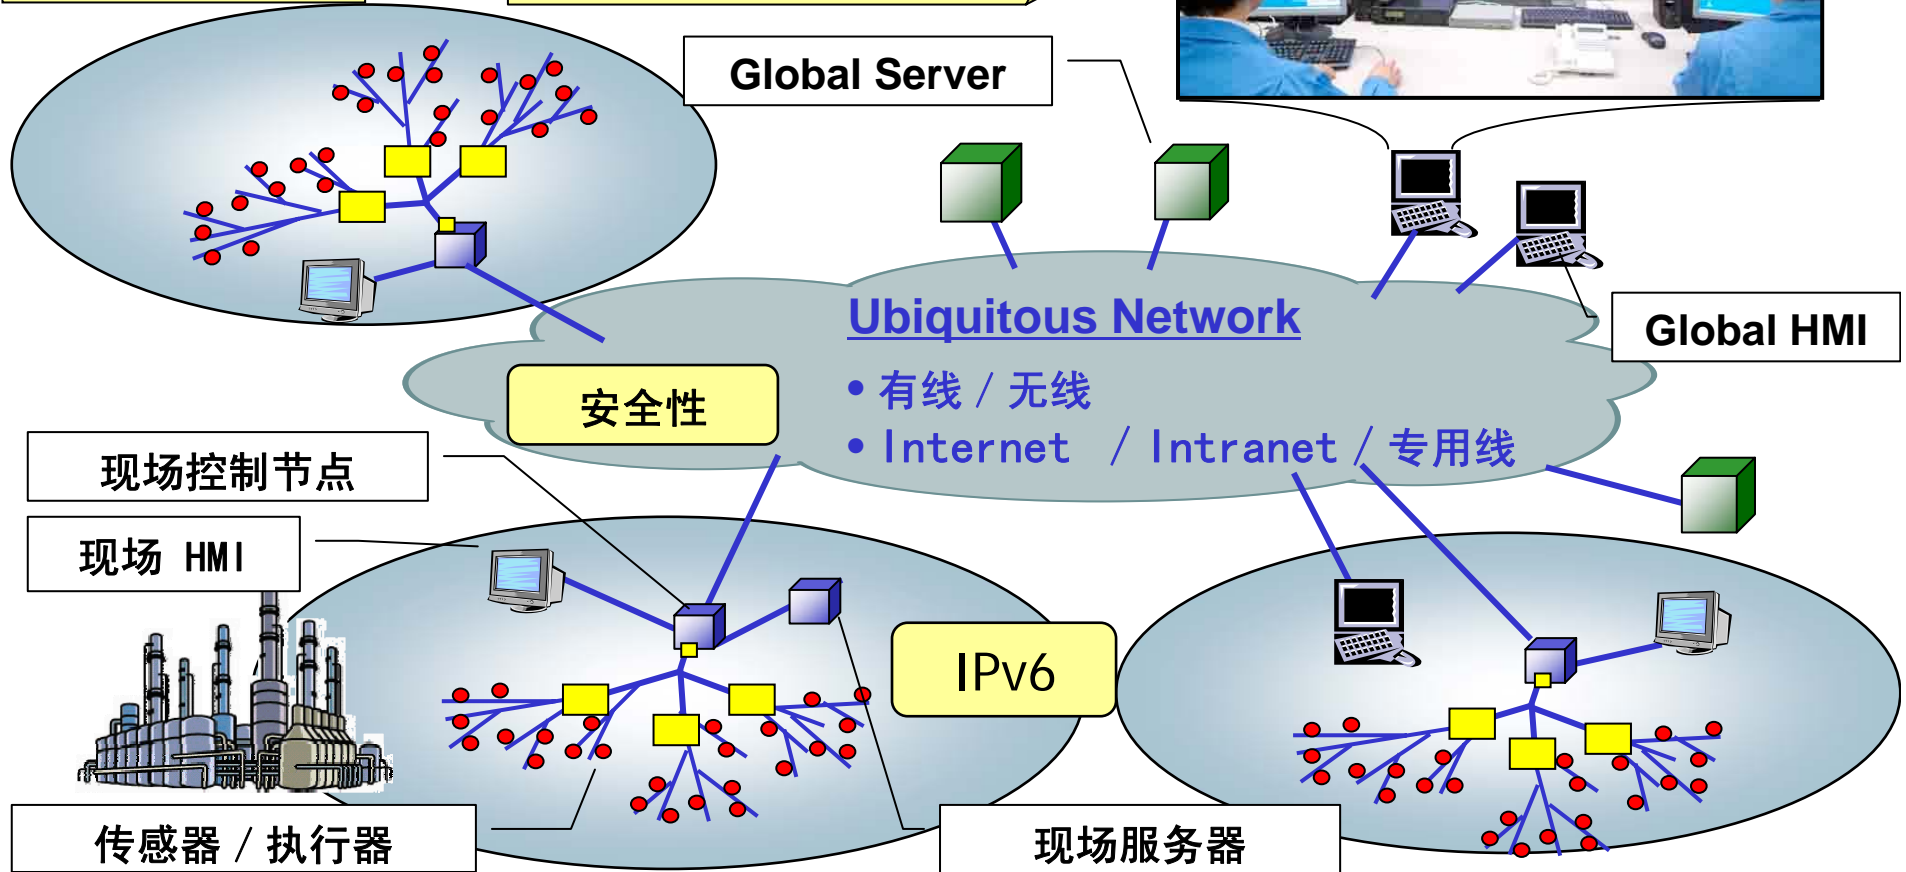 Global Server
Ubiquitous Network
Global HMI
• 有线 / 无线
安全性
• Internet / Intranet / 专用线
现场控制节点
现场 HMI
IPv6
传感器 / 执行器
现场服务器